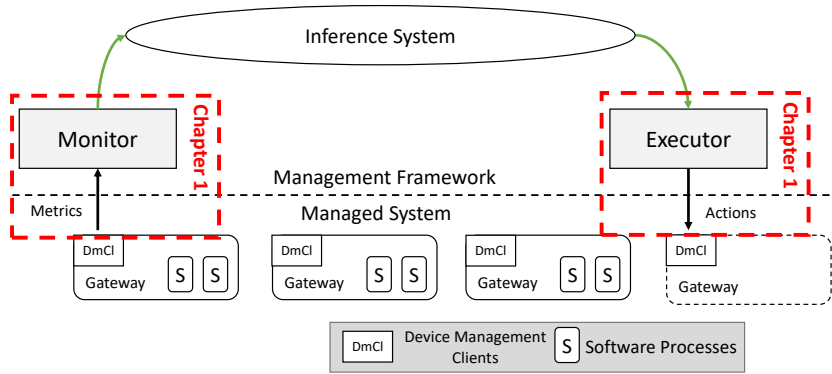 Inference System
Chapter 1
Monitor
Executor
Chapter 1
Management Framework
Metrics
Managed System
Actions
DmCl
Gateway
S
S
DmCl
Gateway
S
S
DmCl
Gateway
S
S
DmCl
Gateway
DmCl
Device Management
Clients
S
Software Processes